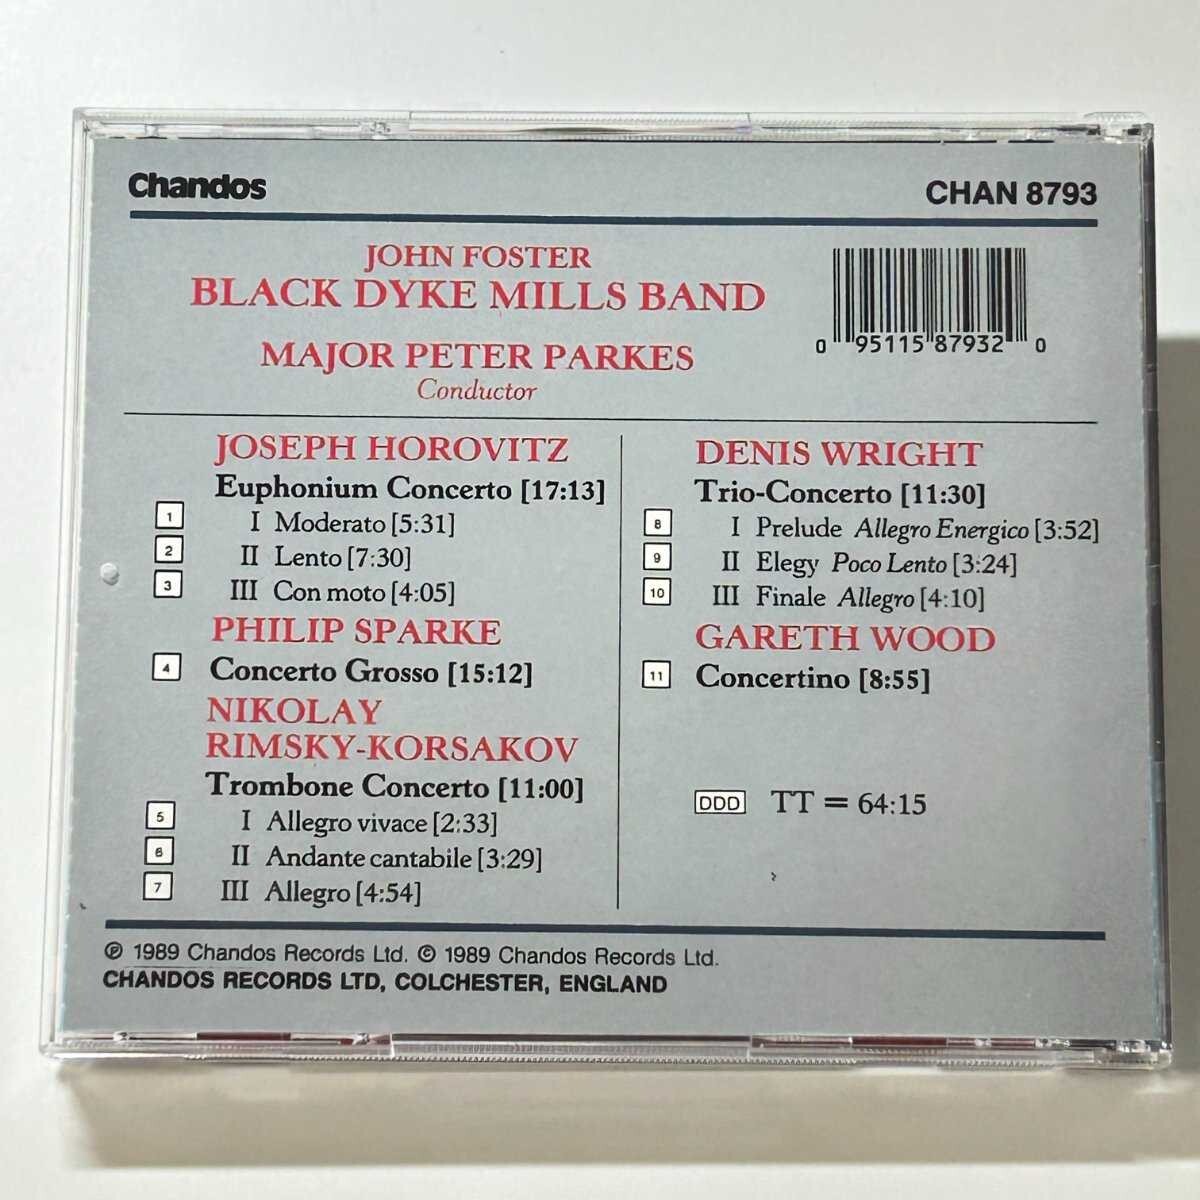 Chandos
CHAN 8793
JOHN FOSTER
BLACK DYKE MILLS BAND
MAJOR PETER PARKES
Conductor
0 95115 87932 0
JOSEPH HOROVITZ
Euphonium Concerto [17:13]
1 I Moderato [5:31]
2 II Lento [7:30]
3 III Con moto [4:05]
PHILIP SPARKE
4 Concerto Grosso [15:12]
NIKOLAY
RIMSKY-KORSAKOV
Trombone Concerto [11:00]
5 I Allegro vivace [2:33]
6 II Andante cantabile [3:29]
7 III Allegro [4:54]
DENIS WRIGHT
Trio-Concerto [11:30]
8 I Prelude Allegro Energico [3:52]
9 II Elegy Poco Lento [3:24]
10 III Finale Allegro [4:10]
GARETH WOOD
11 Concertino [8:55]
DDD TT = 64:15
℗ 1989 Chandos Records Ltd. © 1989 Chandos Records Ltd.
CHANDOS RECORDS LTD, COLCHESTER, ENGLAND